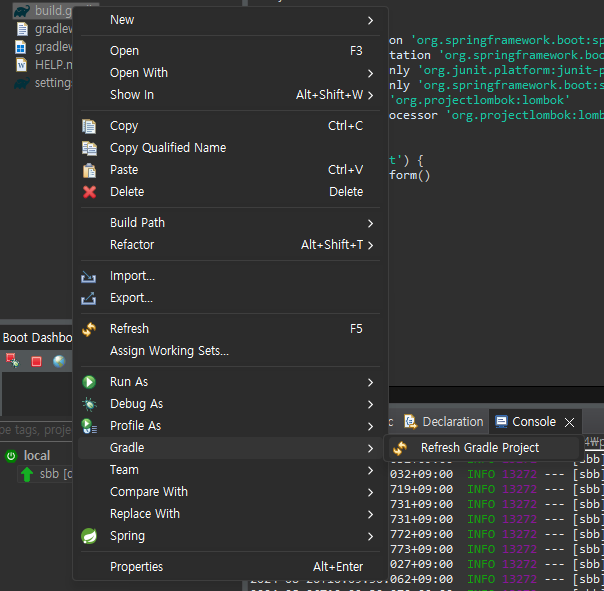 build.g
gradlew
gradlew
HELP.m
settings
New
Open F3
Open With
Show In Alt+Shift+W
Copy Ctrl+C
Copy Qualified Name
Paste Ctrl+V
Delete Delete
Build Path
Refactor Alt+Shift+T
Import...
Export...
Refresh F5
Assign Working Sets...
Run As
Debug As
Profile As
Gradle
Team
Compare With
Replace With
Spring
Properties Alt+Enter
Refresh Gradle Project
on 'org.springframework.boot:sp
tation 'org.springframework.boo
nly 'org.junit.platform:junit-p
nly 'org.springframework.boot:s
'org.projectlombok:lombok'
ocessor 'org.projectlombok:lomb
t') {
form()
Boot Dashbo
pe tags, proje
local
sbb [d
c Declaration Console
032+09:00 INFO 13272 --- [sbb]
719+09:00 INFO 13272 --- [sbb]
731+09:00 INFO 13272 --- [sbb]
731+09:00 INFO 13272 --- [sbb]
772+09:00 INFO 13272 --- [sbb]
773+09:00 INFO 13272 --- [sbb]
027+09:00 INFO 13272 --- [sbb]
062+09:00 INFO 13272 --- [sbb]